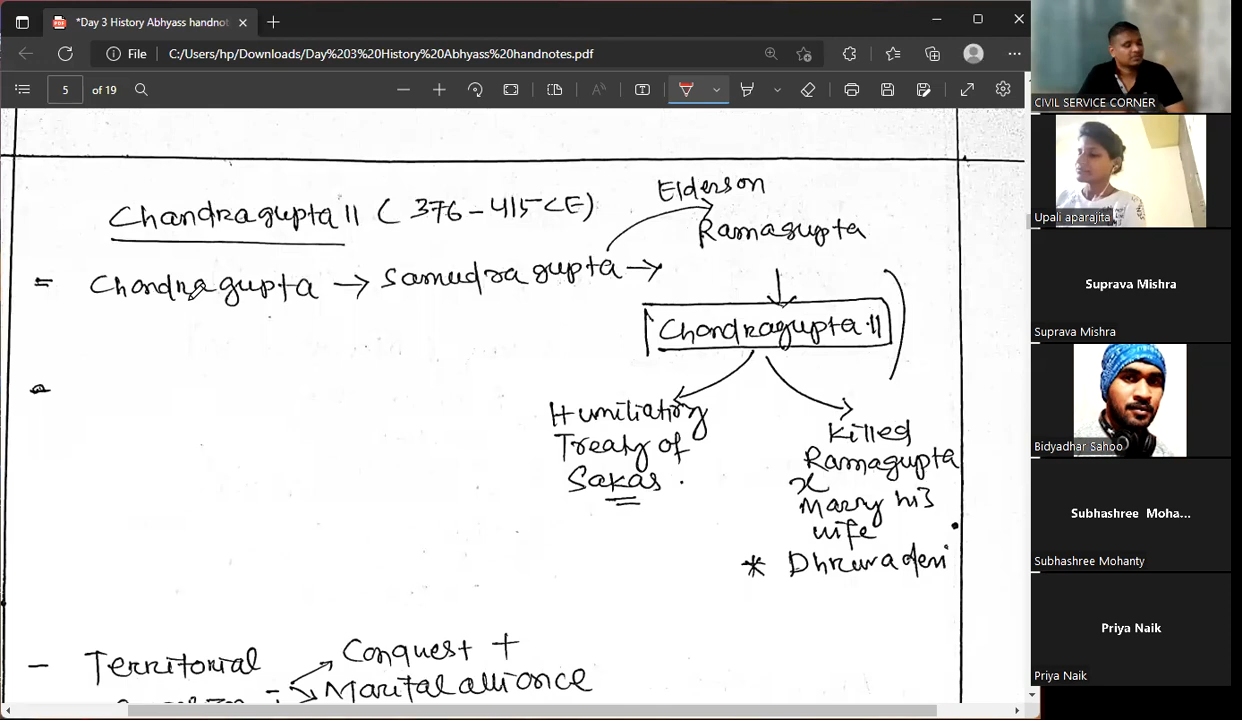 *Day 3 History Abhyass handnot
File
C:/Users/hp/Downloads/Day%203%20History%20Abhyass%20handnotes.pdf
5 of 19
Chandragupta II (376-415 CE)
Elderson
Ramagupta
= Chandragupta → Samudragupta →
Chandragupta II
Humiliating
Treaty of
Sakas.
Killed
Ramagupta
x
Marry his
wife
* Dhruvadevi
- Territorial
Conquest +
Marital alliance
CIVIL SERVICE CORNER
Upali aparajita
Suprava Mishra
Suprava Mishra
Bidyadhar Sahoo
Subhashree Moha...
Subhashree Mohanty
Priya Naik
Priya Naik